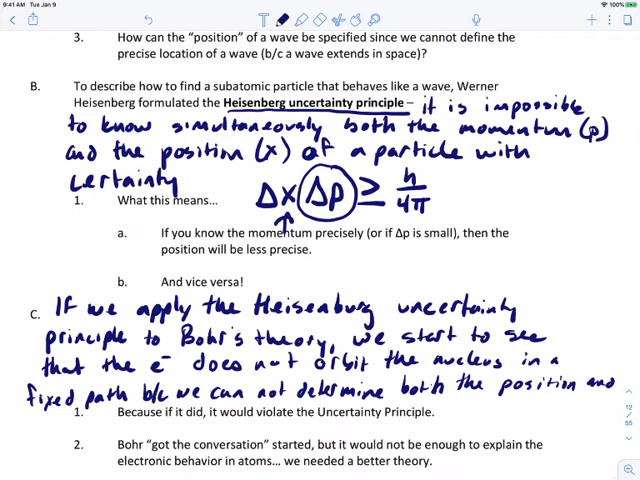 9:41 AM Tue Jan 9
100%
3. How can the “position” of a wave be specified since we cannot define the
precise location of a wave (b/c a wave extends in space)?
B. To describe how to find a subatomic particle that behaves like a wave, Werner
Heisenberg formulated the Heisenberg uncertainty principle – it is impossible
to know simultaneously both the momentum (p)
and the position (x) of a particle with
certainty
Δx Δp ≥ h/4π
1. What this means…
a. If you know the momentum precisely (or if Δp is small), then the
position will be less precise.
b. And vice versa!
C. If we apply the Heisenburg uncertainty
principle to Bohr's theory, we start to see
that the e⁻ does not orbit the nucleus in a
fixed path b/c we can not determine both the position and
1. Because if it did, it would violate the Uncertainty Principle.
2. Bohr “got the conversation” started, but it would not be enough to explain the
electronic behavior in atoms… we needed a better theory.
12
/
55